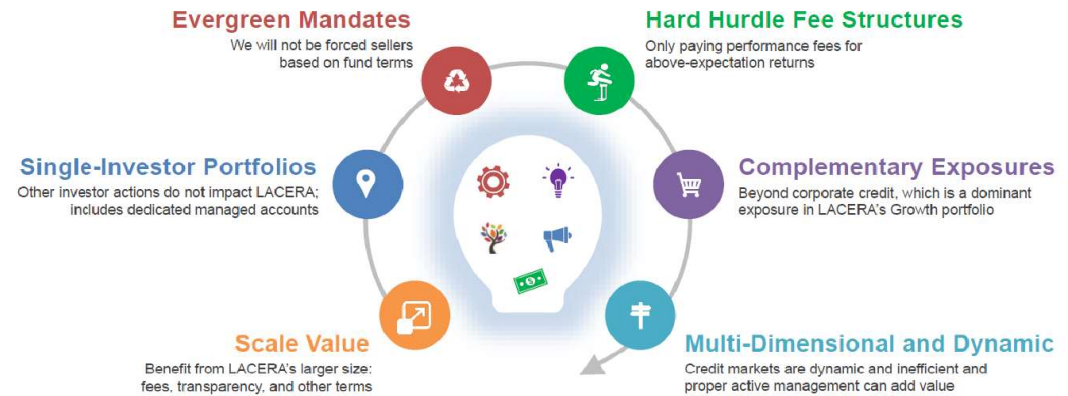 Evergreen Mandates
We will not be forced sellers
based on fund terms
Hard Hurdle Fee Structures
Only paying performance fees for
above-expectation returns
Single-Investor Portfolios
Other investor actions do not impact LACERA;
includes dedicated managed accounts
Complementary Exposures
Beyond corporate credit, which is a dominant
exposure in LACERA's Growth portfolio
Scale Value
Benefit from LACERA's larger size:
fees, transparency, and other terms
Multi-Dimensional and Dynamic
Credit markets are dynamic and inefficient and
proper active management can add value